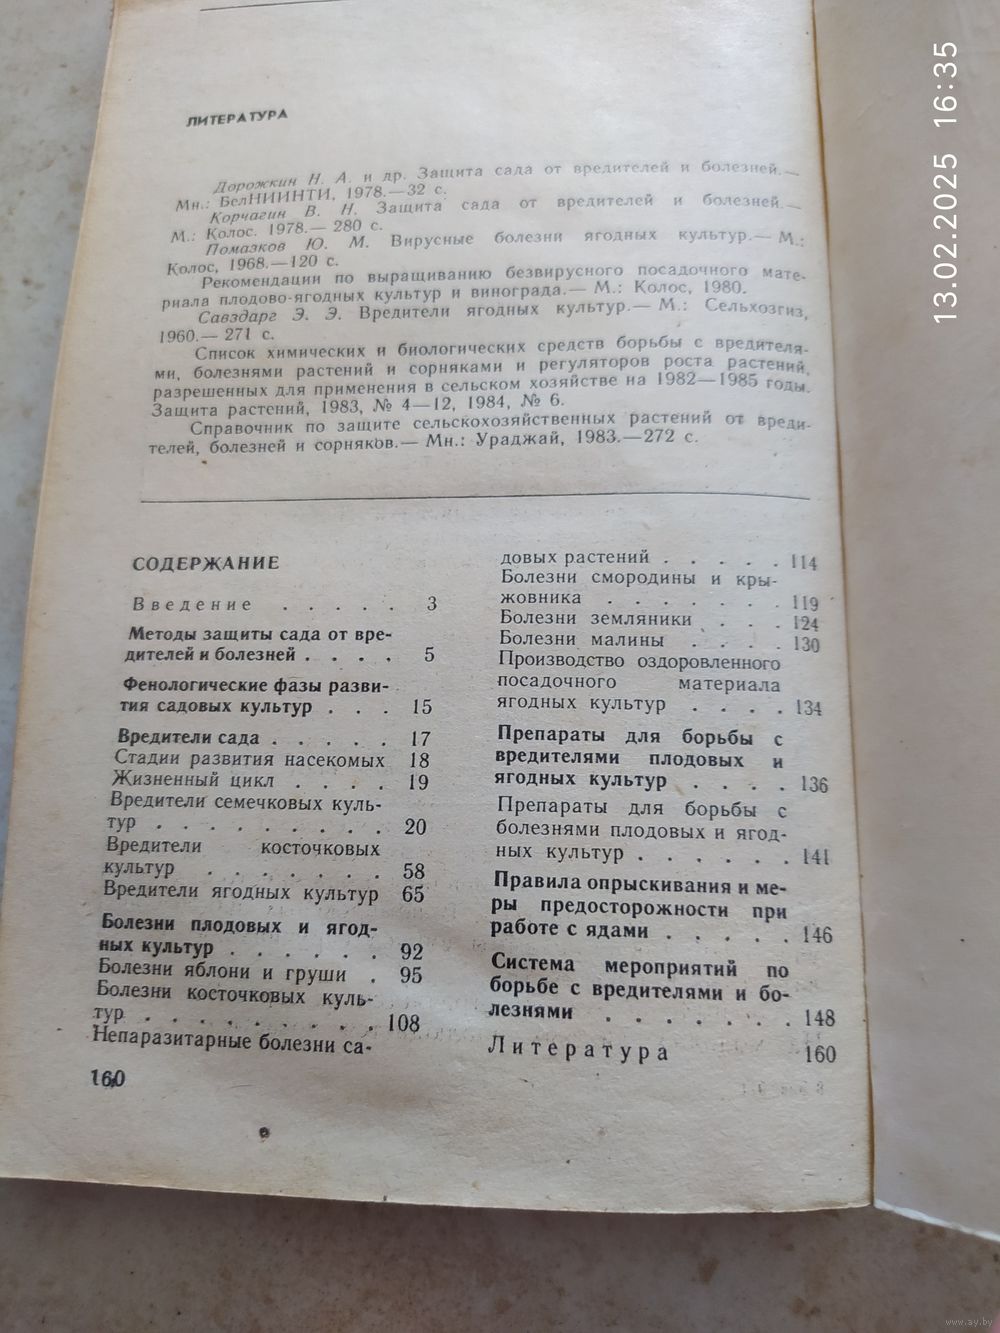 ЛИТЕРАТУРА
Дорожкин Н. А. и др. Защита сада от вредителей и болезней.—
Мн.: БелНИИНТИ, 1978.—32 с.
Корчагин В. Н. Защита сада от вредителей и болезней.—
М.: Колос. 1978.— 280 с.
Помазков Ю. М. Вирусные болезни ягодных культур.— М.:
Колос, 1968.—120 с.
Рекомендации по выращиванию безвирусного посадочного мате-
риала плодово-ягодных культур и винограда.— М.: Колос, 1980.
Савздарг Э. Э. Вредители ягодных культур.— М.: Сельхозгиз,
1960.— 271 с.
Список химических и биологических средств борьбы с вредителя-
ми, болезнями растений и сорняками и регуляторов роста растений,
разрешенных для применения в сельском хозяйстве на 1982—1985 годы.
Защита растений, 1983, № 4—12, 1984, № 6.
Справочник по защите сельскохозяйственных растений от вреди-
телей, болезней и сорняков.— Мн.: Ураджай, 1983.—272 с.
СОДЕРЖАНИЕ
Введение . . . . . 3
Методы защиты сада от вре-
дителей и болезней . . . . 5
Фенологические фазы разви-
тия садовых культур . . . 15
Вредители сада . . . . . 17
Стадии развития насекомых 18
Жизненный цикл . . . . 19
Вредители семечковых куль-
тур . . . . . . . . . 20
Вредители косточковых
культур . . . . . . . 58
Вредители ягодных культур 65
Болезни плодовых и ягод-
ных культур . . . . . . 92
Болезни яблони и груши . 95
Болезни косточковых куль-
тур . . . . . . . . . 108
Непаразитарные болезни са-
160
довых растений . . . . . 114
Болезни смородины и кры-
жовника . . . . . . . 119
Болезни земляники . . . 124
Болезни малины . . . . 130
Производство оздоровленного
посадочного материала
ягодных культур . . . . 134
Препараты для борьбы с
вредителями плодовых и
ягодных культур . . . . 136
Препараты для борьбы с
болезнями плодовых и ягод-
ных культур . . . . . . 141
Правила опрыскивания и ме-
ры предосторожности при
работе с ядами . . . . . 146
Система мероприятий по
борьбе с вредителями и бо-
лезнями . . . . . . . 148
Литература 160
13.02.2025 16:35
www.ay.by